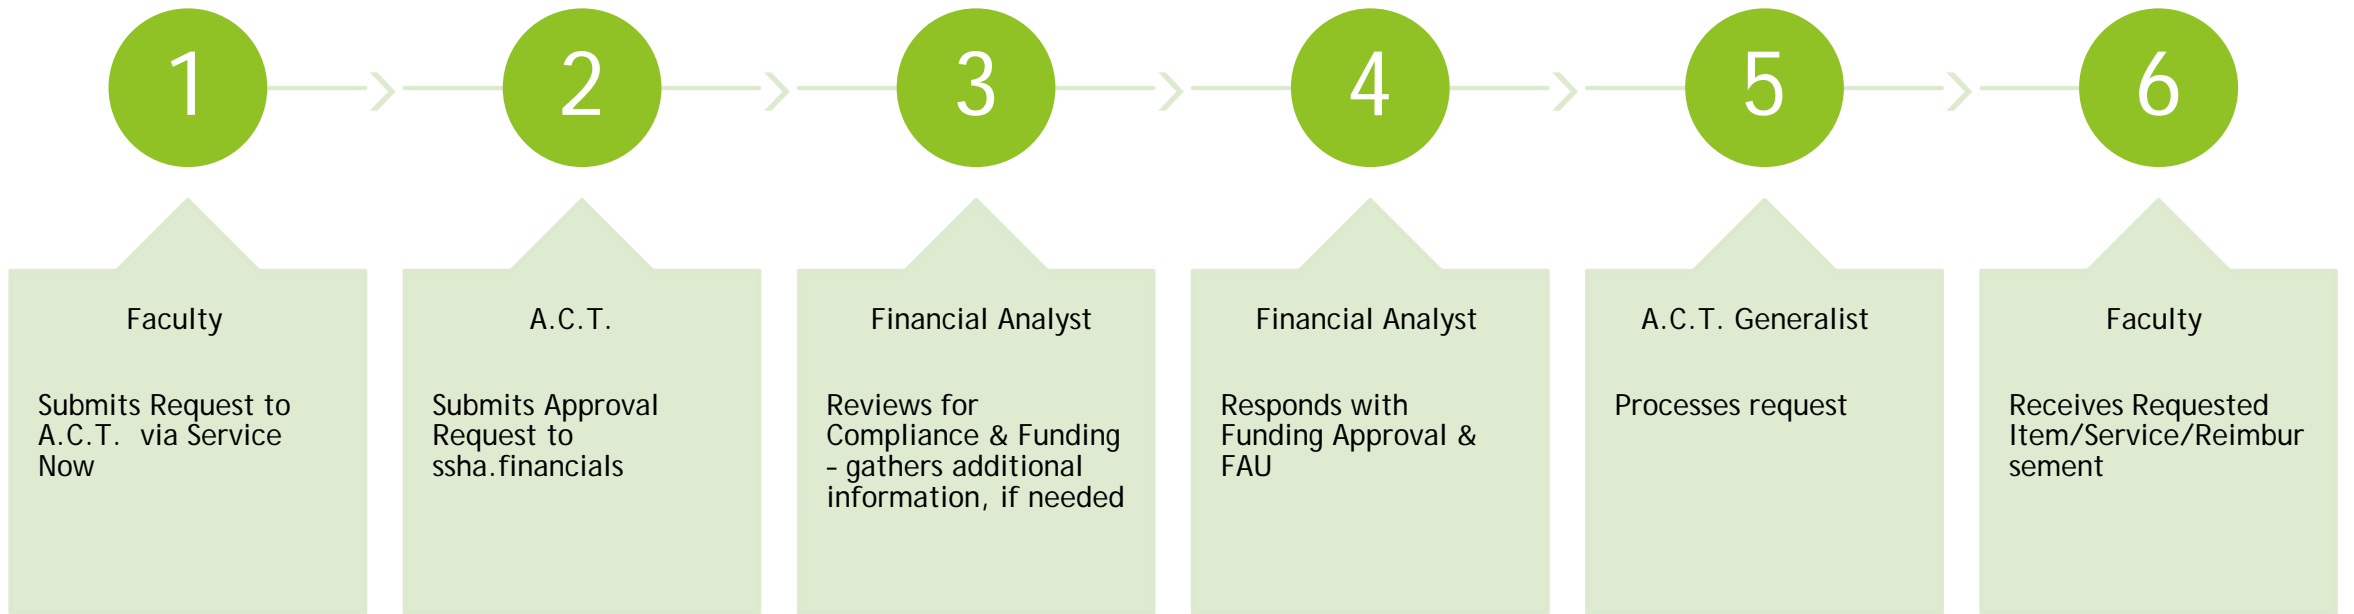 1
2
3
4
5
6
Faculty
Submits Request to
A.C.T.  via Service
Now
A.C.T.
Submits Approval
Request to
ssha.financials
Financial Analyst
Reviews for
Compliance & Funding
– gathers additional
information, if needed
Financial Analyst
Responds with
Funding Approval &
FAU
A.C.T. Generalist
Processes request
Faculty
Receives Requested
Item/Service/Reimbur
sement